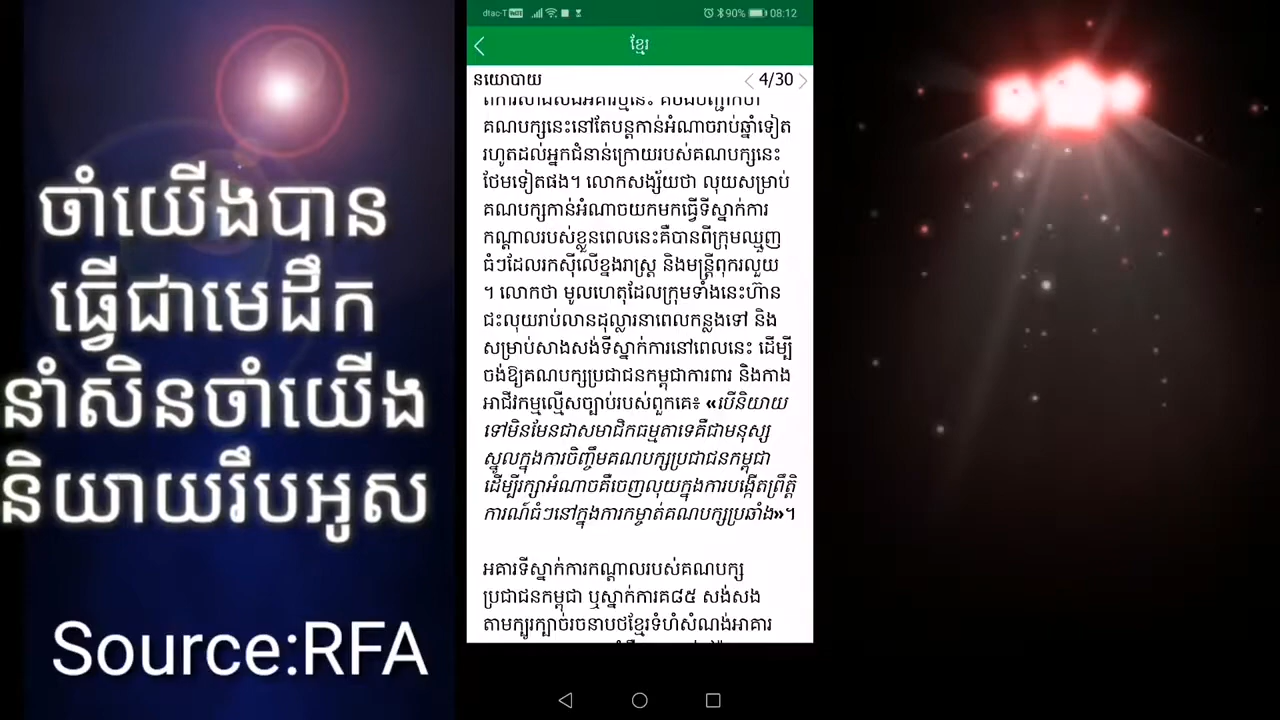 ចាំយើងបាន
ធ្វើជាមេដឹក
នាំសិនចាំយើង
និយាយរឹបអូស
Source:RFA
dtac-T
90% 08:12
ខ្មែរ
នយោបាយ
4/30
គណបក្សនេះនៅតែបន្តកាន់អំណាចរាប់ឆ្នាំទៀត
រហូតដល់អ្នកជំនាន់ក្រោយរបស់គណបក្សនេះ
ថែមទៀតផង។ លោកសង្ស័យថា លុយសម្រាប់
គណបក្សកាន់អំណាចយកមកធ្វើទីស្នាក់ការ
កណ្ដាលរបស់ខ្លួនពេលនេះគឺបានពីក្រុមឈ្មួញ
ធំៗដែលរកស៊ីលើខ្នងរាស្ត្រ និងមន្ត្រីពុករលួយ
។ លោកថា មូលហេតុដែលក្រុមទាំងនេះហ៊ាន
ជះលុយរាប់លានដុល្លារនាពេលកន្លងទៅ និង
សម្រាប់សាងសង់ទីស្នាក់ការនៅពេលនេះ ដើម្បី
ចង់ឱ្យគណបក្សប្រជាជនកម្ពុជាការពារ និងកាង
អាជីវកម្មល្មើសច្បាប់របស់ពួកគេ៖ «បើនិយាយ
ទៅមិនមែនជាសមាជិកធម្មតាទេគឺជាមនុស្ស
ស្នូលក្នុងការចិញ្ចឹមគណបក្សប្រជាជនកម្ពុជា
ដើម្បីរក្សាអំណាចគឺចេញលុយក្នុងការបង្កើតព្រឹត្តិ
ការណ៍ធំៗនៅក្នុងការកម្ចាត់គណបក្សប្រឆាំង»។
អគារទីស្នាក់ការកណ្ដាលរបស់គណបក្ស
ប្រជាជនកម្ពុជា ឬស្នាក់ការគ៨៥ សង់សង
តាមក្បូរក្បាច់រចនាបថខ្មែរទំហំសំណង់អាគារ